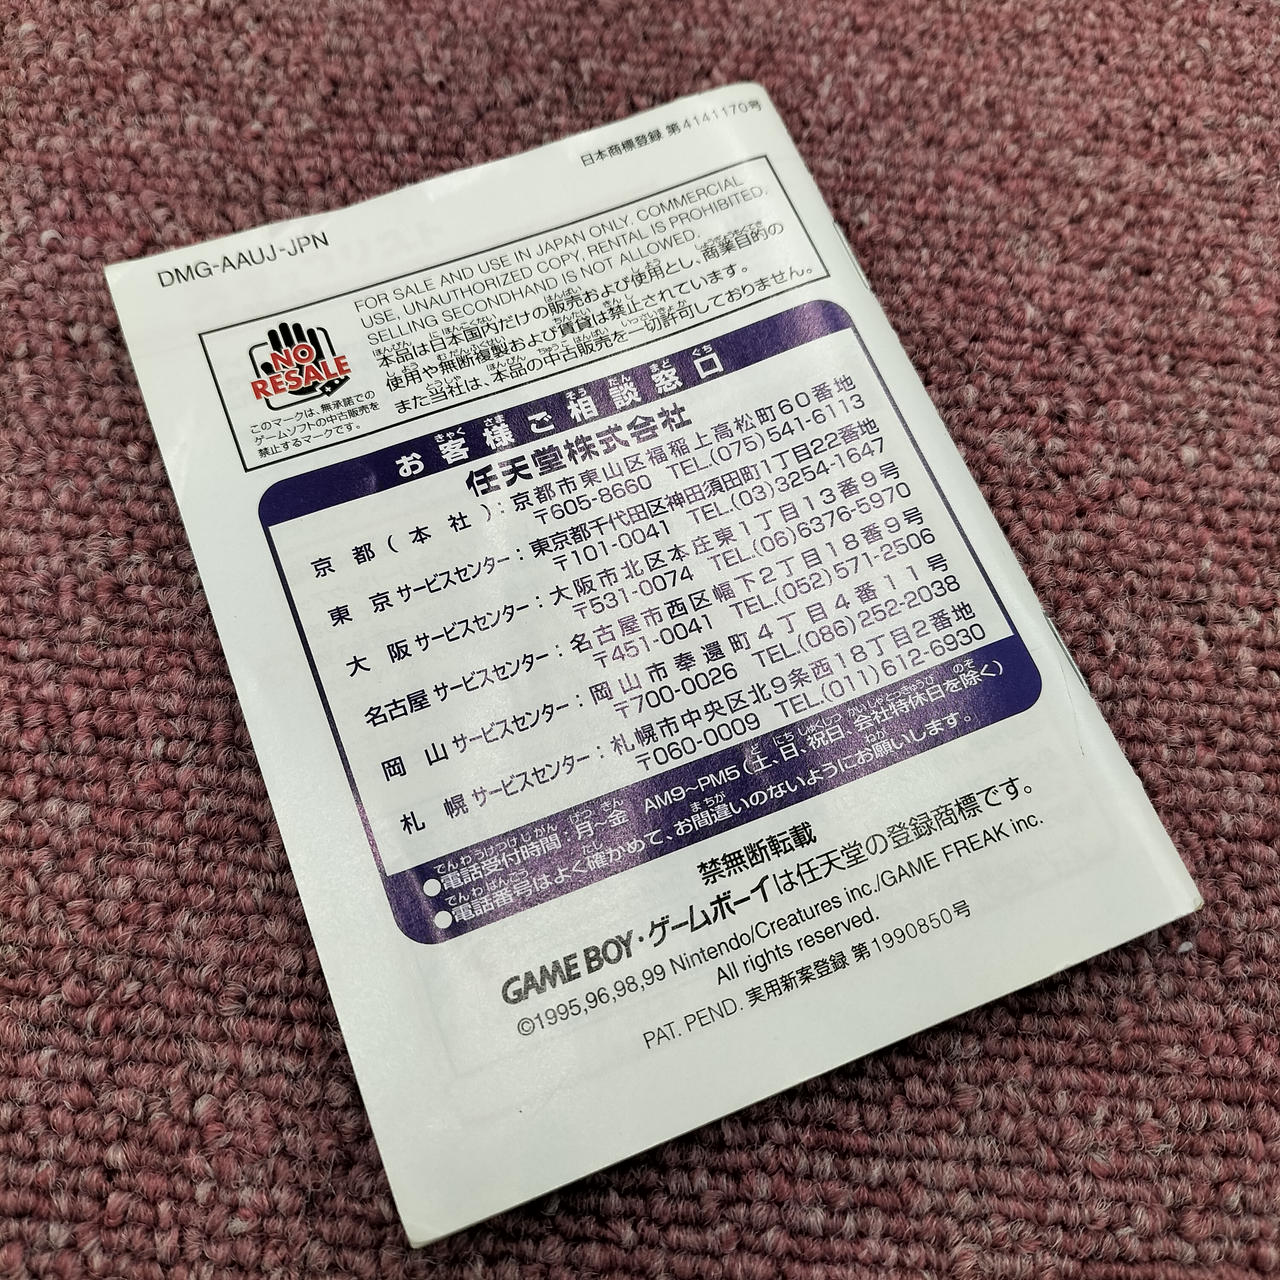 日本商標登録 第4141170号
DMG-AAUJ-JPN
FOR SALE AND USE IN JAPAN ONLY. COMMERCIAL
USE, UNAUTHORIZED COPY, RENTAL IS PROHIBITED.
SELLING SECONDHAND IS NOT ALLOWED.
本品は日本国内だけの販売および使用とし、商業目的の
使用や無断複製および賃貸は禁止されています。
また当社は、本品の中古販売を一切許可しておりません。
NO
RESALE
このマークは、無承諾での
ゲームソフトの中古販売を
禁止するマークです。
お客様ご相談窓口
任天堂株式会社
京都(本社):京都市東山区福稲上高松町60番地
〒605-8660 TEL.(075)541-6113
東京サービスセンター:東京都千代田区神田須田町1丁目22番地
〒101-0041 TEL.(03)3254-1647
大阪サービスセンター:大阪市北区本庄東1丁目13番9号
〒531-0074 TEL.(06)6376-5970
名古屋サービスセンター:名古屋市西区幅下2丁目18番9号
〒451-0041 TEL.(052)571-2506
岡山サービスセンター:岡山市奉還町4丁目4番11号
〒700-0026 TEL.(086)252-2038
札幌サービスセンター:札幌市中央区北9条西18丁目2番地
〒060-0009 TEL.(011)612-6930
●電話受付時間・月〜金 AM9〜PM5(土、日、祝日、会社特休日を除く)
●電話番号はよく確かめて、お間違いのないようにお願いします。
禁無断転載
GAME BOY・ゲームボーイは任天堂の登録商標です。
©1995,96,98,99 Nintendo/Creatures inc./GAME FREAK inc.
All rights reserved.
PAT. PEND. 実用新案登録 第1990850号